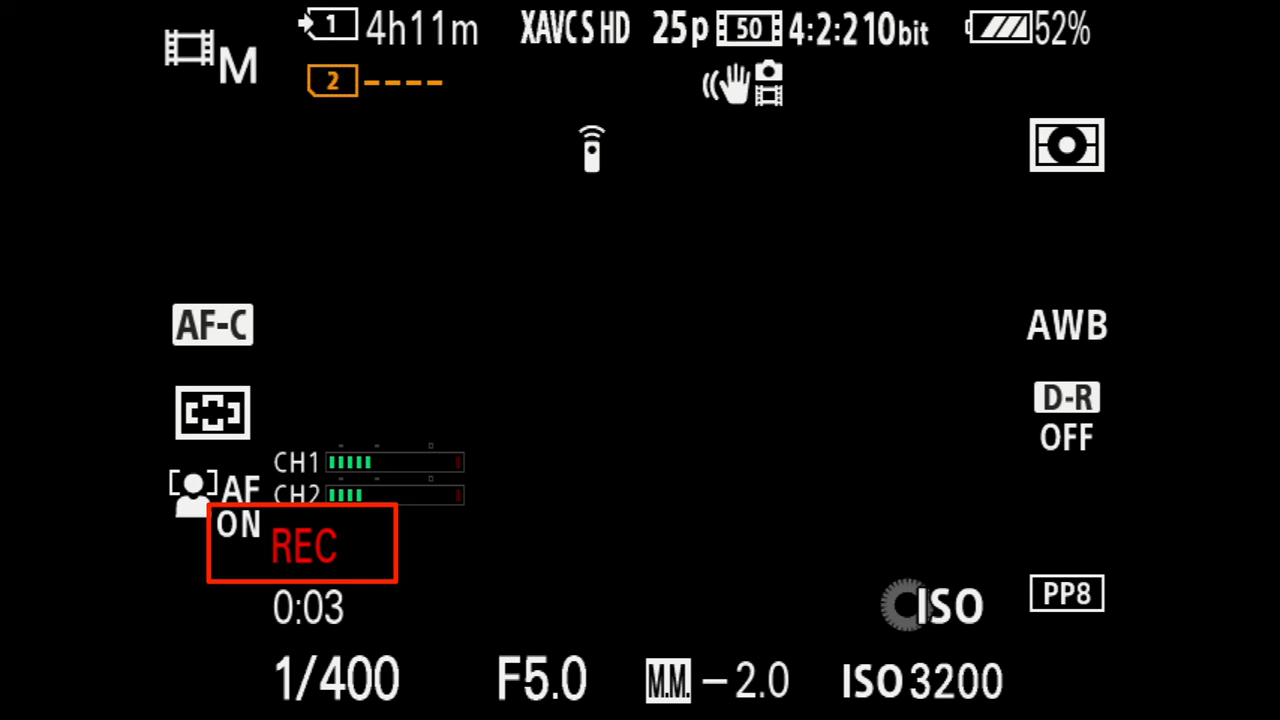 M 1 4h11m XAVC S HD 25p 50 4:2:2 10bit 52%
2 ----
AF-C AWB
D-R
OFF
CH1
AF CH2
ON REC
0:03 ISO PP8
1/400 F5.0 M.M. -2.0 ISO 3200